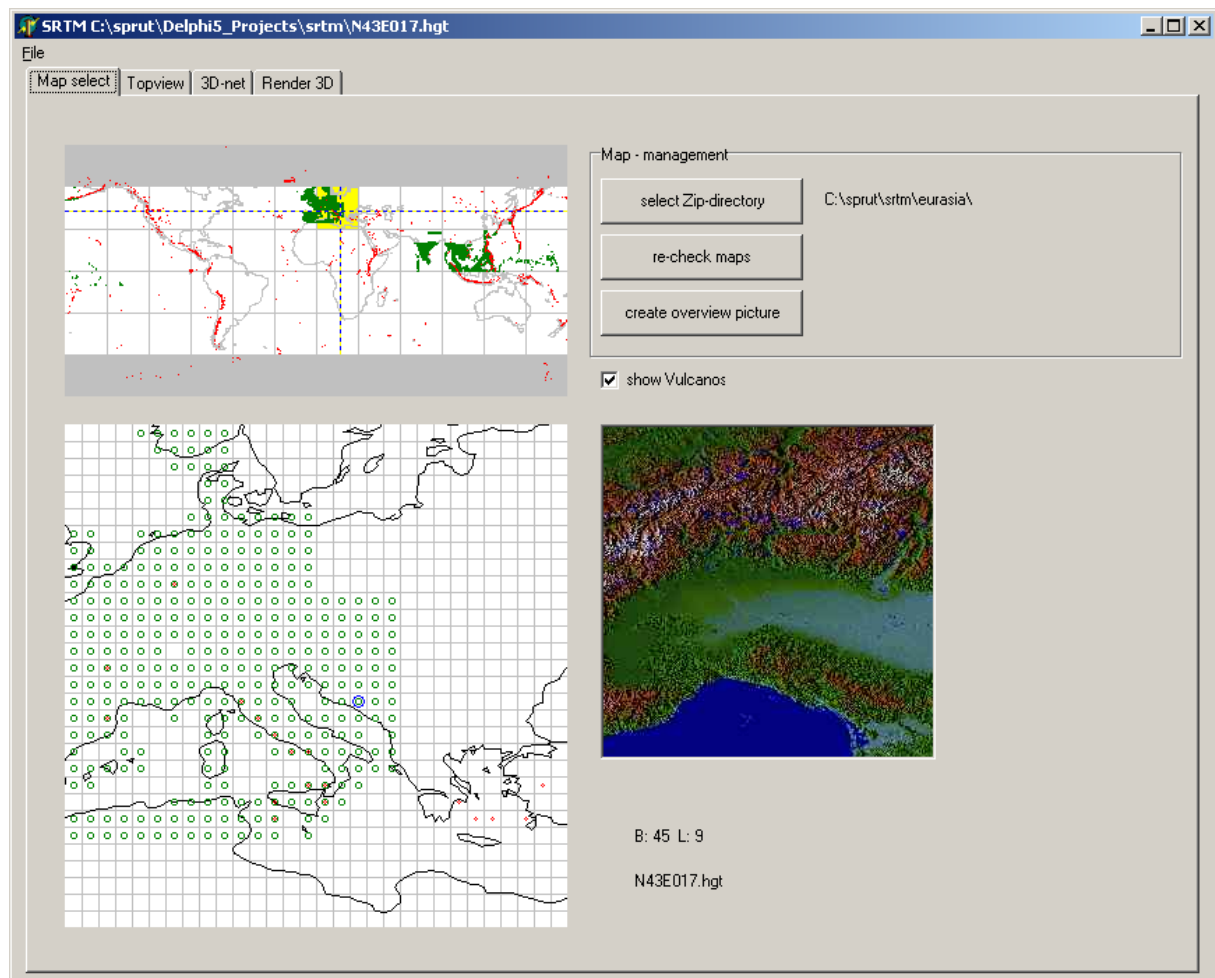 SRTM C:\sprut\Delphi5_Projects\srtm\N43E017.hgt
File
Map select Topview 3D-net Render 3D
Map - management
select Zip-directory C:\sprut\srtm\eurasia\
re-check maps
create overview picture
show Vulcanos
B: 45 L: 9
N43E017.hgt